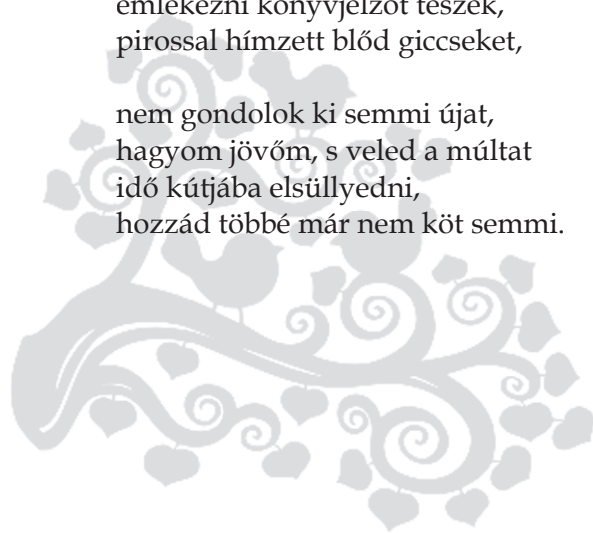 emlékezni könyvjelzőt teszek,
pirossal hímzett blőd giccseket,
nem gondolok ki semmi újat,
hagyom jövőm, s veled a múltat
idő kútjába elsüllyedni,
hozzád többé már nem köt semmi.